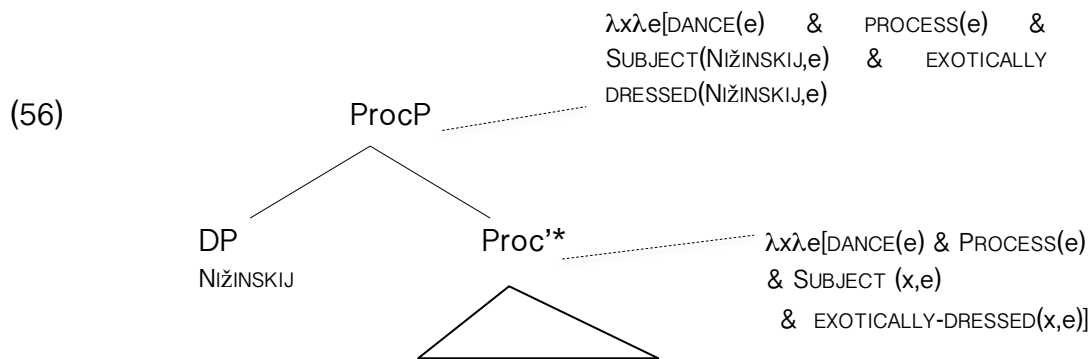 λxλe[DANCE(e) & PROCESS(e) &
SUBJECT(NIŽINSKIJ,e) & EXOTICALLY
DRESSED(NIŽINSKIJ,e)
(56) ProcP
DP Proc’*
NIŽINSKIJ
λxλe[DANCE(e) & PROCESS(e)
& SUBJECT (x,e)
& EXOTICALLY-DRESSED(x,e)]